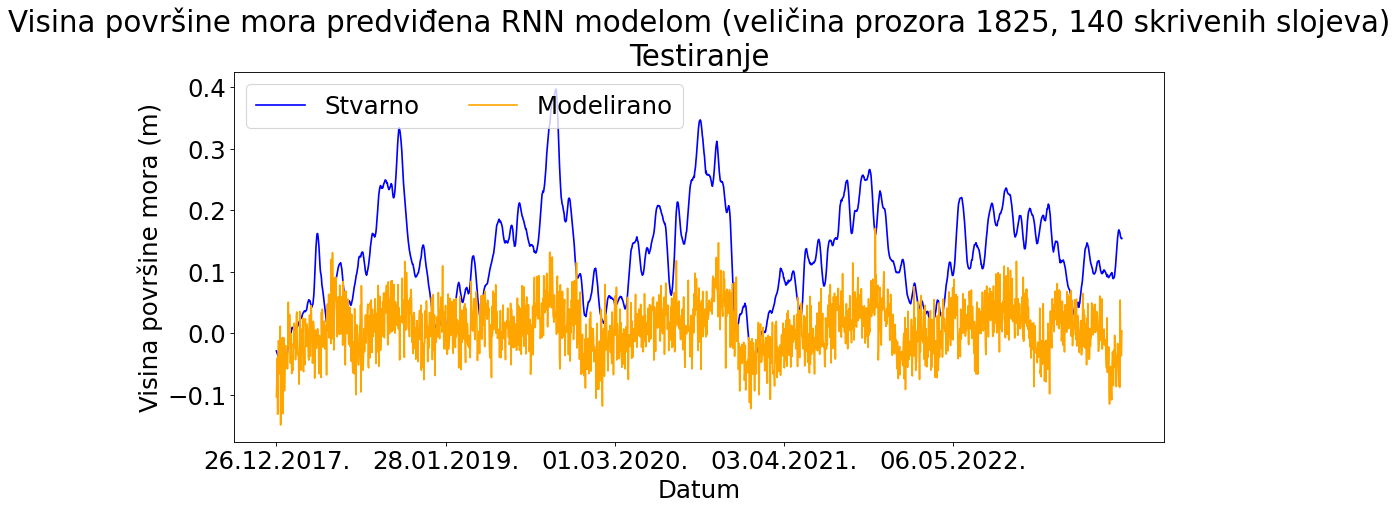 Visina površine mora predviđena RNN modelom (veličina prozora 1825, 140 skrivenih slojeva)
Testiranje
Stvarno
Modelirano
Visina površine mora (m)
0.4
0.3
0.2
0.1
0.0
−0.1
26.12.2017.
28.01.2019.
01.03.2020.
03.04.2021.
06.05.2022.
Datum